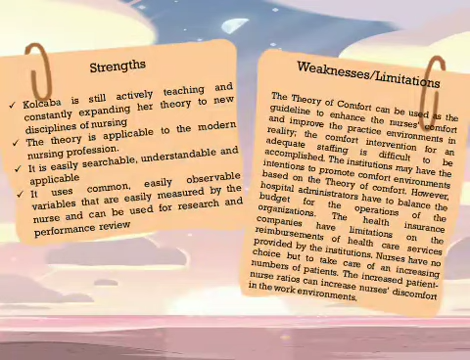 Strengths
✓ Kolcaba is still actively teaching and
constantly expanding her theory to new
disciplines of nursing
✓ The theory is applicable to the modern
nursing profession.
✓ It is easily searchable, understandable and
applicable
✓ It uses common, easily observable
variables that are easily measured by the
nurse and can be used for research and
performance review
Weaknesses/Limitations
The Theory of Comfort can be used as the
guideline to enhance the nurses' comfort
and improve the practice environments in
reality; the comfort intervention for an
adequate staffing is difficult to be
accomplished. The institutions may have the
intentions to promote comfort environments
based on the Theory of comfort. However,
hospital administrators have to balance the
budget for the operations of the
organizations. The health insurance
companies have limitations on the
reimbursements of health care services
provided by the institutions. Nurses have no
choice but to take care of an increasing
numbers of patients. The increased patient-
nurse ratios can increase nurses' discomfort
in the work environments.